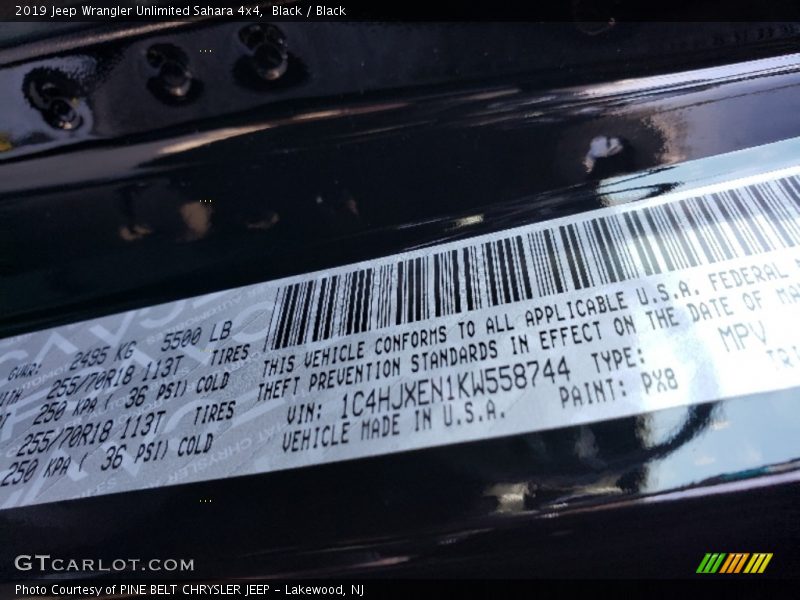 2019 Jeep Wrangler Unlimited Sahara 4x4, Black / Black
GVWR: 2495 KG 5500 LB
255/70R18 113T TIRES
250 KPA ( 36 PSI) COLD
255/70R18 113T TIRES
250 KPA ( 36 PSI) COLD
THIS VEHICLE CONFORMS TO ALL APPLICABLE U.S.A. FEDERAL
THEFT PREVENTION STANDARDS IN EFFECT ON THE DATE OF
VIN: 1C4HJXEN1KW558744 TYPE: MPV
VEHICLE MADE IN U.S.A. PAINT: PX8
GTcarlot.com
Photo Courtesy of PINE BELT CHRYSLER JEEP – Lakewood, NJ